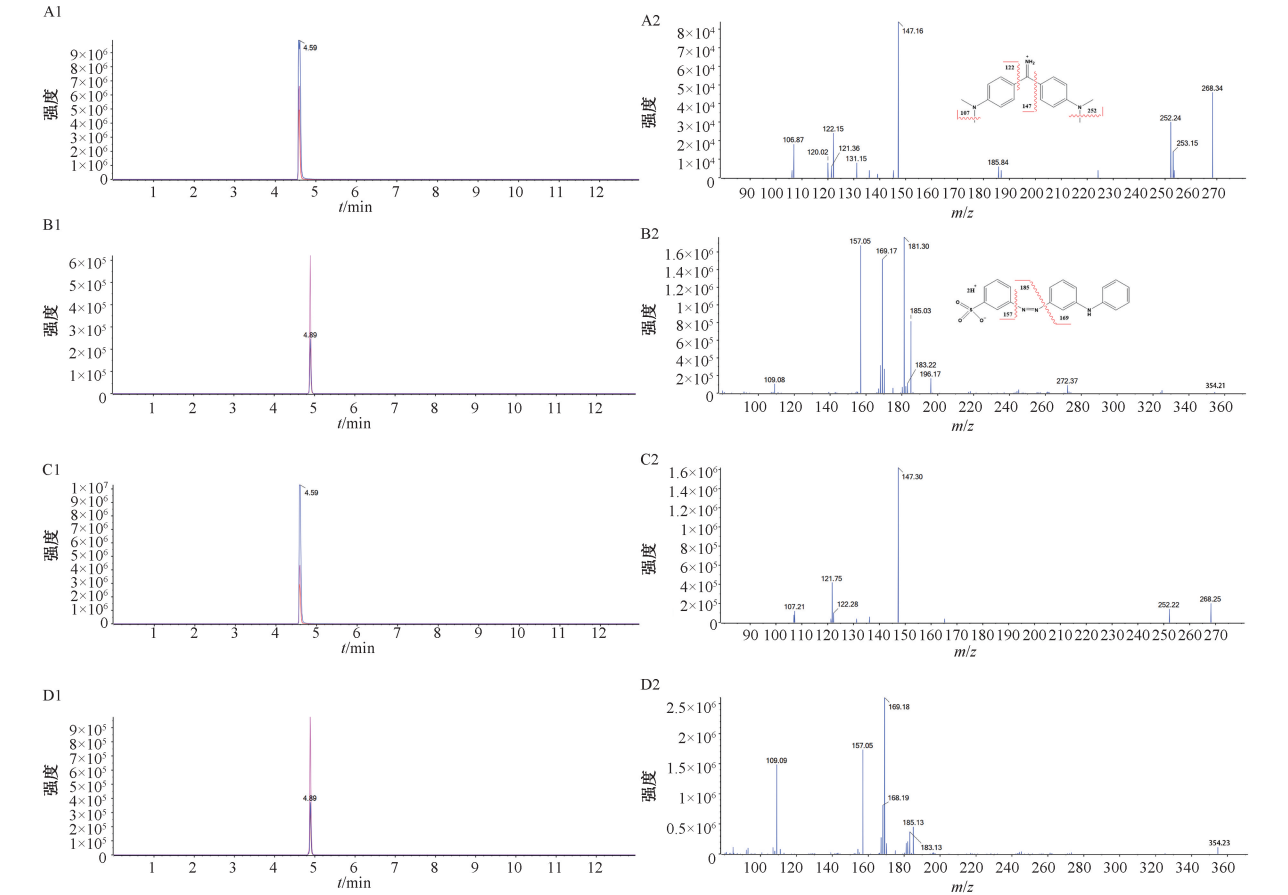 A1
9×10⁶
8×10⁶
7×10⁶
6×10⁶
5×10⁶
4×10⁶
3×10⁶
2×10⁶
1×10⁶
0
强度
4.59
1 2 3 4 5 6 7 8 9 10 11 12
t/min
A2
8×10⁴
7×10⁴
6×10⁴
5×10⁴
4×10⁴
3×10⁴
2×10⁴
1×10⁴
0
强度
147.16
106.87
120.02
122.15
121.36
131.15
185.84
252.24
253.15
268.34
NH₂
+
122
147
107
252
N
N
90 100 110 120 130 140 150 160 170 180 190 200 210 220 230 240 250 260 270
m/z
B1
6×10⁵
5×10⁵
4×10⁵
3×10⁵
2×10⁵
1×10⁵
0
强度
4.89
1 2 3 4 5 6 7 8 9 10 11 12
t/min
B2
1.6×10⁶
1.4×10⁶
1.2×10⁶
1×10⁶
8×10⁵
6×10⁵
4×10⁵
2×10⁵
0
强度
109.08
157.05
169.17
181.30
185.03
183.22
196.17
272.37
354.21
2H⁺
185
157
169
O
S
O
O⁻
N
N
N
H
100 120 140 160 180 200 220 240 260 280 300 320 340 360
m/z
C1
1×10⁷
9×10⁶
8×10⁶
7×10⁶
6×10⁶
5×10⁶
4×10⁶
3×10⁶
2×10⁶
1×10⁶
0
强度
4.59
1 2 3 4 5 6 7 8 9 10 11 12
t/min
C2
1.6×10⁶
1.4×10⁶
1.2×10⁶
1×10⁶
8×10⁵
6×10⁵
4×10⁵
2×10⁵
0
强度
147.30
107.21
121.75
122.28
252.22
268.25
90 100 110 120 130 140 150 160 170 180 190 200 210 220 230 240 250 260 270
m/z
D1
9×10⁵
8×10⁵
7×10⁵
6×10⁵
5×10⁵
4×10⁵
3×10⁵
2×10⁵
1×10⁵
0
强度
4.89
1 2 3 4 5 6 7 8 9 10 11 12
t/min
D2
2.5×10⁶
2×10⁶
1.5×10⁶
1×10⁶
0.5×10⁶
0
强度
109.09
157.05
169.18
168.19
185.13
183.13
354.23
100 120 140 160 180 200 220 240 260 280 300 320 340 360
m/z